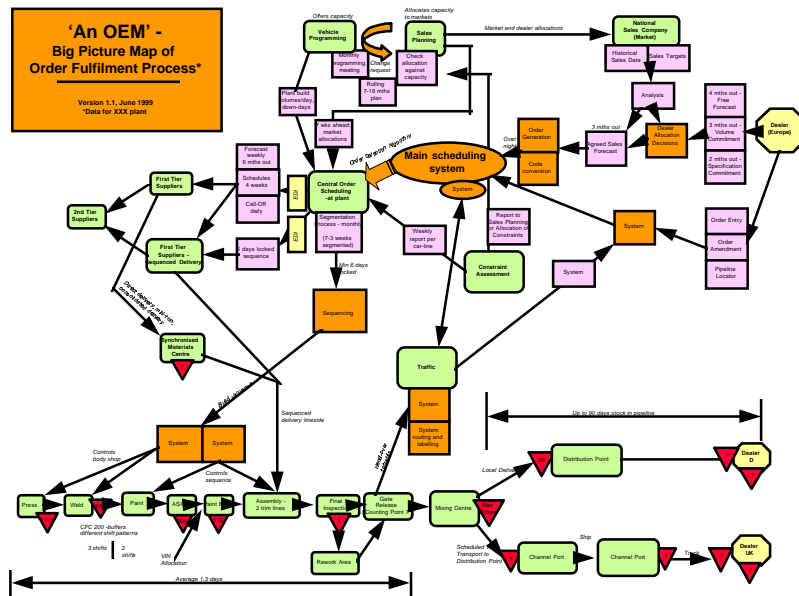 ‘An OEM’ -
Big Picture Map of
Order Fulfilment Process*
Version 1.1, June 1999
*Data for XXX plant
Offers capacity
Vehicle
Programming
Allocates capacity
to markets
Sales
Planning
Market and dealer allocations
National
Sales Company
(Market)
Monthly
programming
meeting
Change
request
Check
allocation
against
capacity
Rolling
7-18 mths
plan
Historical
Sales Data
Sales Targets
Analysis
Plant build
volumes/day,
down-days
7 wks ahead:
market
allocations
3 mths out
Over
night
Order
Generation
Code
conversion
Agreed Sales
Forecast
Dealer
Allocation
Decisions
4 mths out -
Free
Forecast
3 mths out -
Volume
Commitment
2 mths out -
Specification
Commitment
Dealer
(Europe)
Forecast
weekly
6 mths out
Schedules
4 weeks
Call-Off
daily
EDI
EDI
days locked
sequence
First Tier
Suppliers
2nd Tier
Suppliers
First Tier
Suppliers -
Sequenced Delivery
Central Order
Scheduling
-at plant
Segmentation
Process - monthly
(7-3 weeks
segmented)
Main scheduling
system
System
Weekly
report per
car-line
Report to
Sales Planning
or Allocation of
Constraints
Constraint
Assessment
System
System
Order Entry
Order
Amendment
Pipeline
Locator
Min 6 days
locked
Sequencing
Synchronised
Materials
Centre
Traffic
System
System
routing and
labelling
Sequenced
delivery lineside
Up to 90 days stock in pipeline
System
System
Controls
body shop
Controls
sequence
Local Delivery
Distribution Point
Dealer
D
Press
Weld
Paint
Assembly -
2 trim lines
Final
Inspection
Gate
Release
Counting Point 7
Mixing Centre
CFC 200 -buffers
different shift patterns
3 shifts
2
shifts
VIN
Allocation
Rework Area
Scheduled
Transport to
Distribution Point
Channel Port
Ship
Channel Port
Truck
Dealer
UK
Average 1.3 days